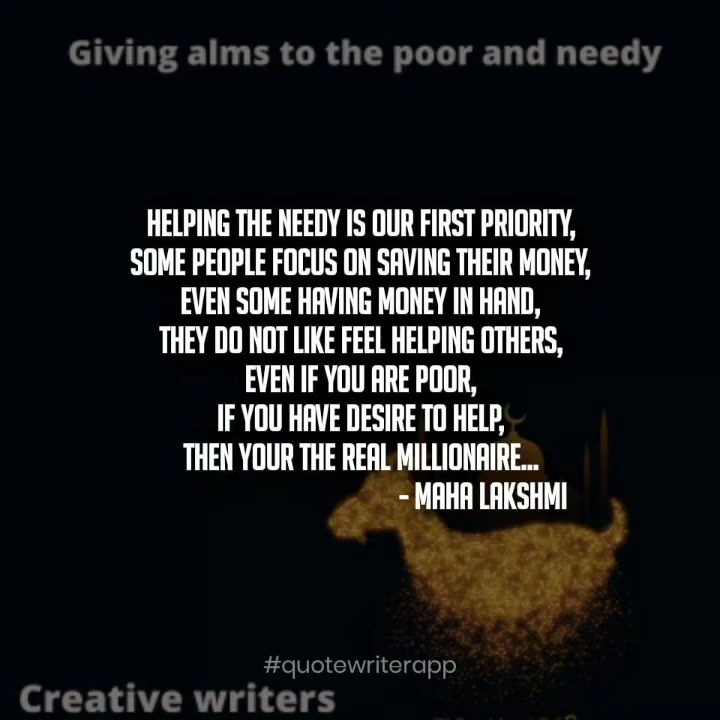 Giving alms to the poor and needy
HELPING THE NEEDY IS OUR FIRST PRIORITY,
SOME PEOPLE FOCUS ON SAVING THEIR MONEY,
EVEN SOME HAVING MONEY IN HAND,
THEY DO NOT LIKE FEEL HELPING OTHERS,
EVEN IF YOU ARE POOR,
IF YOU HAVE DESIRE TO HELP,
THEN YOUR THE REAL MILLIONAIRE...
- MAHA LAKSHMI
#quotewriterapp
Creative writers